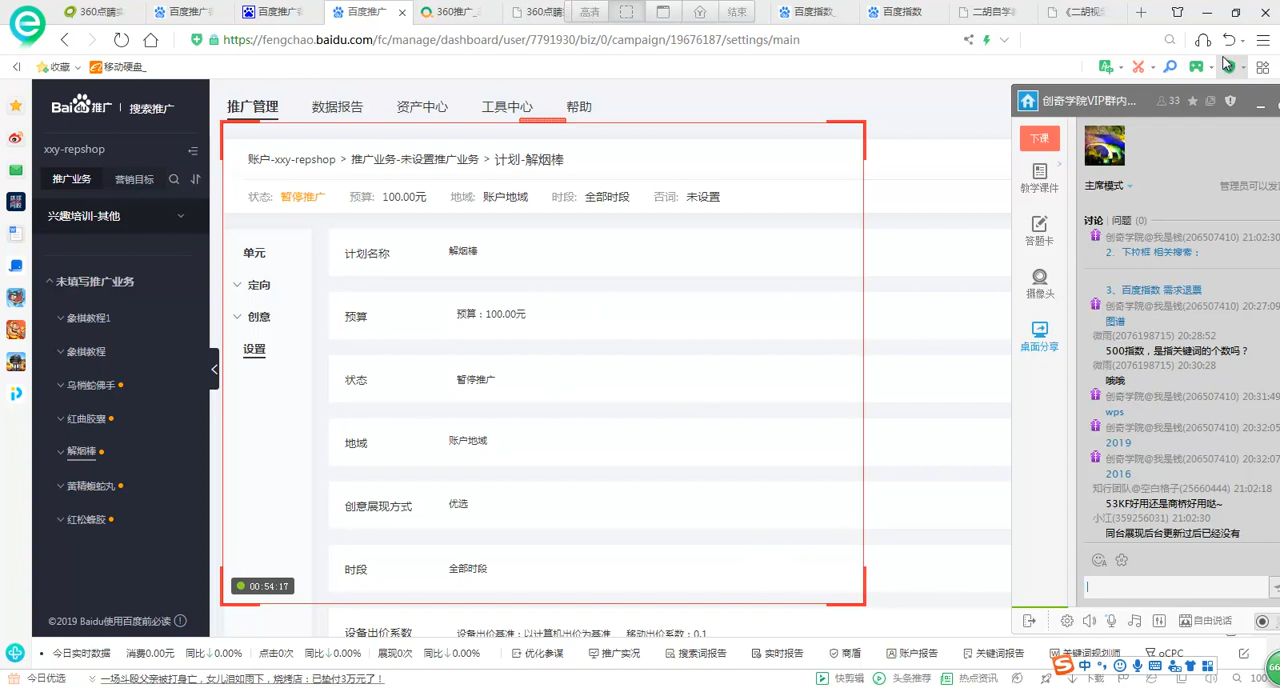 360点睛
百度推广
百度推广
百度推广
360推广_
360点睛
高清
结束
百度指数_
百度指数
二胡自学
《二胡视
https://fengchao.baidu.com/fc/manage/dashboard/user/7791930/biz/0/campaign/19676187/settings/main
收藏
移动硬盘_
Bai du 推广 | 搜索推广
推广管理
数据报告
资产中心
工具中心
帮助
xxy-repshop
推广业务
营销目标
兴趣培训-其他
未填写推广业务
象棋教程1
象棋教程
乌梢蛇佛手
红曲胶囊
解烟棒
黄精蝮蛇丸
红松蜂胶
©2019 Baidu使用百度前必读
账户-xxy-repshop > 推广业务-未设置推广业务 > 计划-解烟棒
状态: 暂停推广 预算: 100.00元 地域: 账户地域 时段: 全部时段 否词: 未设置
单元
定向
创意
设置
计划名称 解烟棒
预算 预算：100.00元
状态 暂停推广
地域 账户地域
创意展现方式 优选
时段 全部时段
设备出价系数 设备出价基准：以计算机出价为基准 移动出价系数：0.1
00:54:17
创奇学院VIP群内...
33
下课
教学课件
答题卡
摄像头
桌面分享
主席模式
管理员可以发
讨论 | 问题 (0)
创奇学院@我是钱(206507410) 21:02:30
2、下拉框 相关搜索：
3、百度指数 需求退票
创奇学院@我是钱(206507410) 20:27:09
图谱
微雨(2076198715) 20:28:52
500指数，是指关键词的个数吗？
微雨(2076198715) 20:30:28
哦哦
创奇学院@我是钱(206507410) 20:31:49
wps
创奇学院@我是钱(206507410) 20:32:05
2019
创奇学院@我是钱(206507410) 20:32:07
2016
知行团队@空白格子(25660444) 21:02:18
53KF好用还是商桥好用哒~
小江(359256031) 21:02:30
同台展现后台更新过后已经没有
自由说话
今日实时数据 消费0.00元 同比↓0.00% 点击0次 同比↓0.00% 展现0次 同比↓0.00%
优化参谋
推广实况
搜索词报告
实时报告
商盾
账户报告
关键词报告
关键词规划师
oCPC
中
今日优选
一场斗殴父亲被打身亡，女儿泪如雨下，烧烤店：已垫付3万元了！
快剪辑
头条推荐
热点资讯
下载
100
66